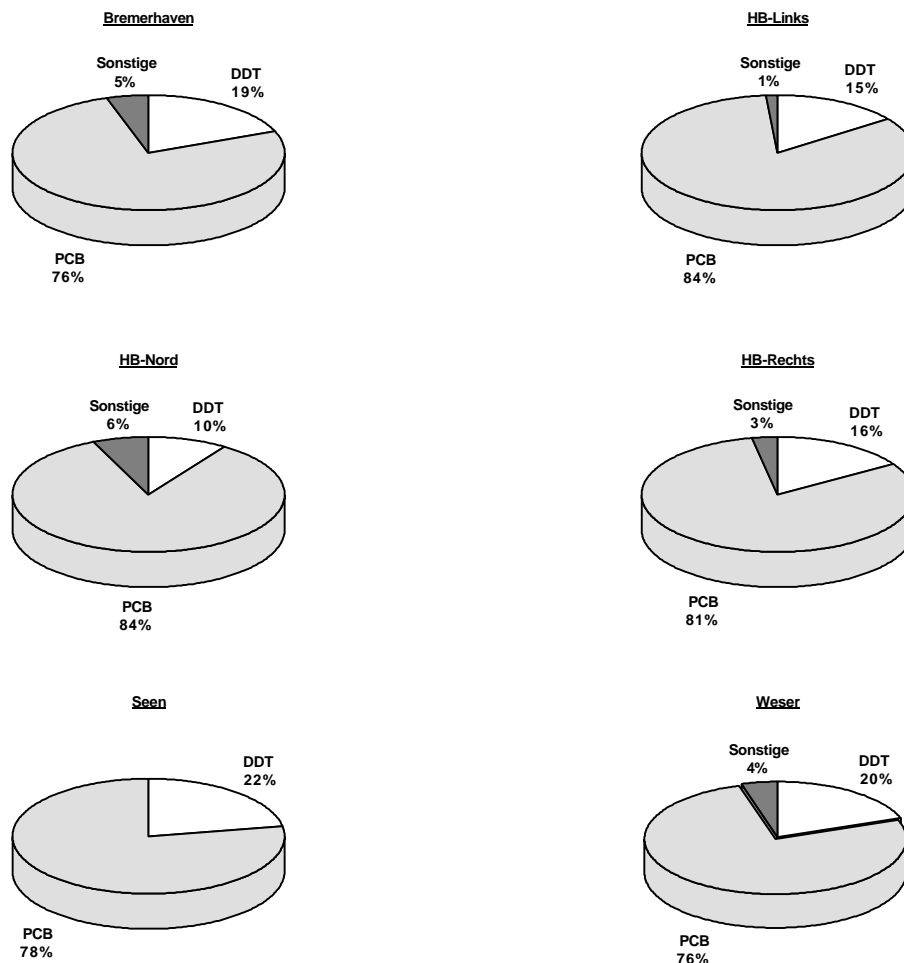 Bremerhaven
Sonstige
5%
DDT
19%
PCB
76%
HB-Links
Sonstige
1%
DDT
15%
PCB
84%
HB-Nord
Sonstige
6%
DDT
10%
PCB
84%
HB-Rechts
Sonstige
3%
DDT
16%
PCB
81%
Seen
DDT
22%
PCB
78%
Weser
Sonstige
4%
DDT
20%
PCB
76%